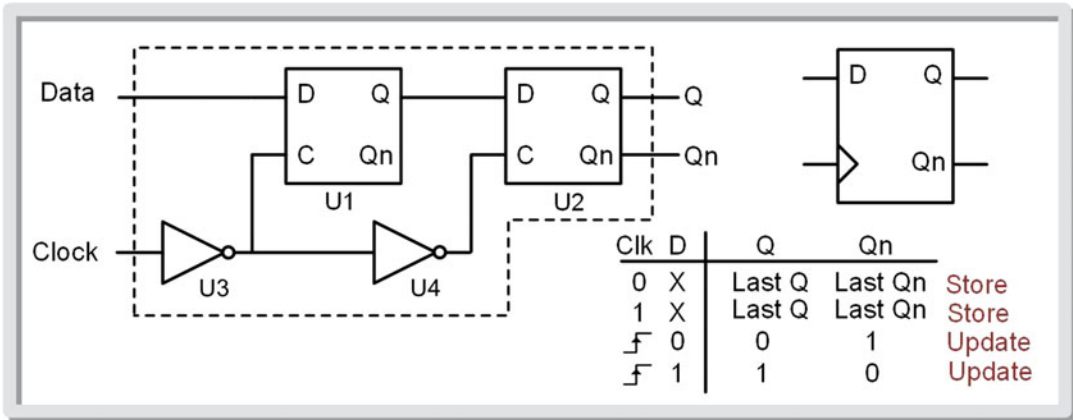 Data
D Q
C Qn
U1
D Q
C Qn
U2
Q
Qn
Clock
U3
U4
D Q
Qn
Clk D Q Qn
0 X Last Q Last Qn Store
1 X Last Q Last Qn Store
0 0 1 Update
1 1 0 Update